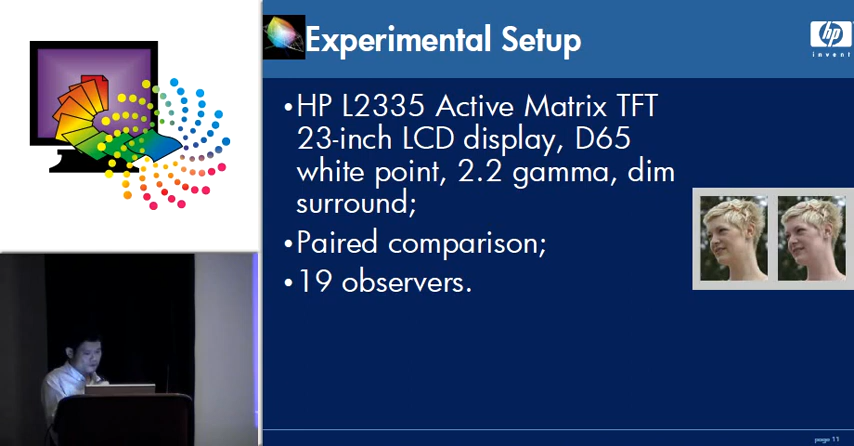 Experimental Setup
hp
invent
•HP L2335 Active Matrix TFT
23-inch LCD display, D65
white point, 2.2 gamma, dim
surround;
•Paired comparison;
•19 observers.
page 11